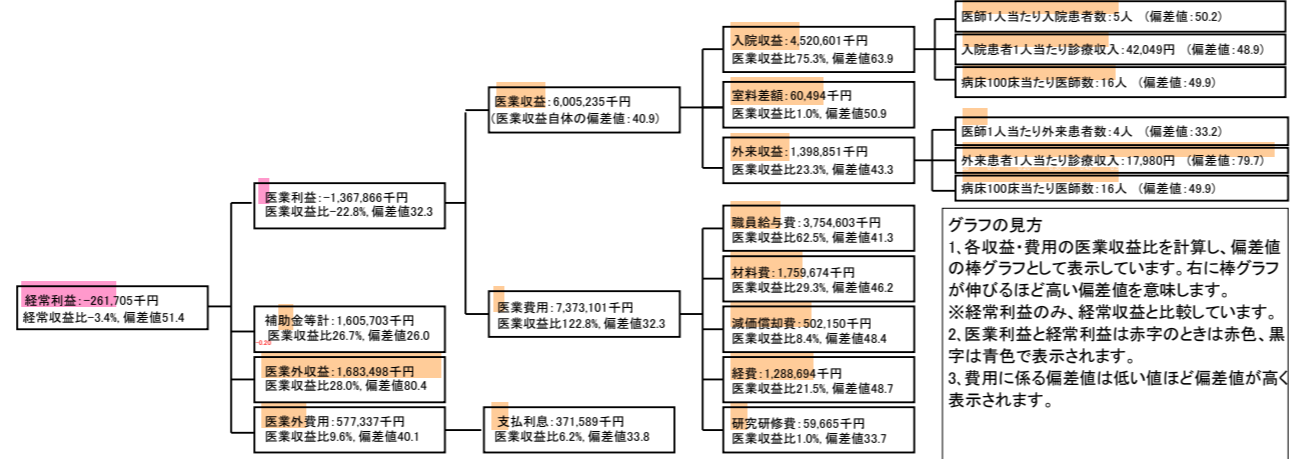 経常利益:-261,705千円
経常収比-3.4%, 偏差値51.4
医業利益:-1,367,866千円
医業収益比-22.8%, 偏差値32.3
補助金等計:1,605,703千円
医業収益比26.7%, 偏差値26.0
-0.20
医業外収益:1,683,498千円
医業収益比28.0%, 偏差値80.4
医業外費用:577,337千円
医業収益比9.6%, 偏差値40.1
医業収益:6,005,235千円
(医業収益自体の偏差値:40.9)
医業費用:7,373,101千円
医業収益比122.8%, 偏差値32.3
支払利息:371,589千円
医業収益比6.2%, 偏差値33.8
入院収益:4,520,601千円
医業収益比75.3%, 偏差値63.9
室料差額:60,494千円
医業収益比1.0%, 偏差値50.9
外来収益:1,398,851千円
医業収益比23.3%, 偏差値43.3
職員給与費:3,754,603千円
医業収益比62.5%, 偏差値41.3
材料費:1,759,674千円
医業収益比29.3%, 偏差値46.2
減価償却費:502,150千円
医業収益比8.4%, 偏差値48.4
経費:1,288,694千円
医業収益比21.5%, 偏差値48.7
研究研修費:59,665千円
医業収益比1.0%, 偏差値33.7
医師1人当たり入院患者数:5人 (偏差値:50.2)
入院患者1人当たり診療収入:42,049円 (偏差値:48.9)
病床100床当たり医師数:16人 (偏差値:49.9)
医師1人当たり外来患者数:4人 (偏差値:33.2)
外来患者1人当たり診療収入:17,980円 (偏差値:79.7)
病床100床当たり医師数:16人 (偏差値:49.9)
グラフの見方
1、各収益・費用の医業収益比を計算し、偏差値
の棒グラフとして表示しています。右に棒グラフ
が伸びるほど高い偏差値を意味します。
※経常利益のみ、経常収益と比較しています。
2、医業利益と経常利益は赤字のときは赤色、黒
字は青色で表示されます。
3、費用に係る偏差値は低い値ほど偏差値が高く
表示されます。